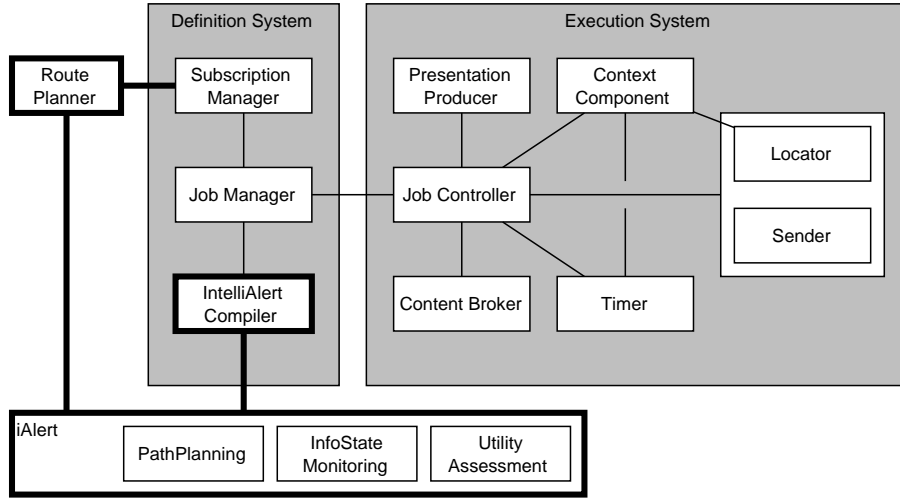 Definition System
Execution System
Route
Planner
Subscription
Manager
Presentation
Producer
Context
Component
Locator
Job Manager
Job Controller
Sender
IntelliAlert
Compiler
Content Broker
Timer
iAlert
PathPlanning
InfoState
Monitoring
Utility
Assessment